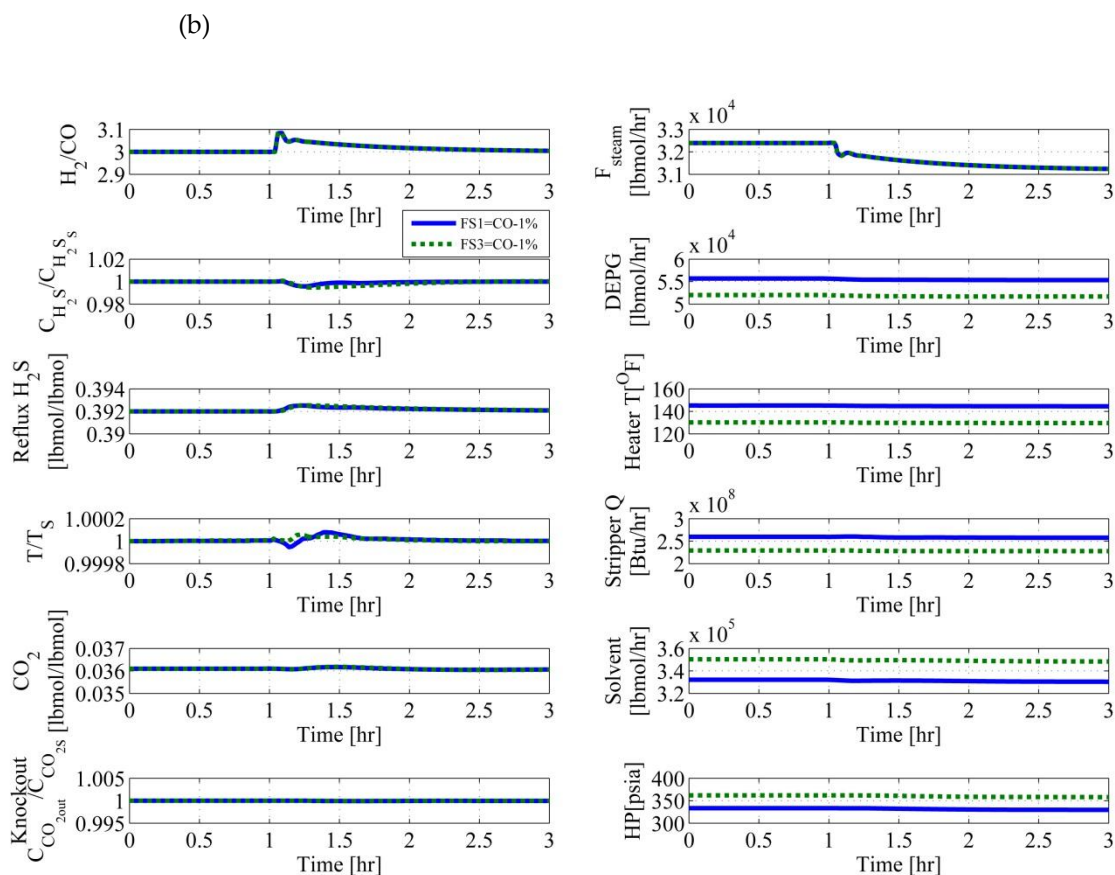 (b)
H2/CO
3.1
3
2.9
0 0.5 1 1.5 2 2.5 3
Time [hr]
FS1=CO-1%
FS3=CO-1%
CH2S/CH2Ss
1.02
1
0.98
0 0.5 1 1.5 2 2.5 3
Time [hr]
Reflux H2S
[lbmol/lbmo]
0.394
0.392
0.39
0 0.5 1 1.5 2 2.5 3
Time [hr]
T/TS
1.0002
1
0.9998
0 0.5 1 1.5 2 2.5 3
Time [hr]
CO2
[lbmol/lbmol]
0.037
0.036
0.035
0 0.5 1 1.5 2 2.5 3
Time [hr]
Knockout
CCO2out/CCO2S
1.005
1
0.995
0 0.5 1 1.5 2 2.5 3
Time [hr]
x 10^4
Fsteam
[lbmol/hr]
3.3
3.2
3.1
0 0.5 1 1.5 2 2.5 3
Time [hr]
x 10^4
DEPG
[lbmol/hr]
6
5.5
5
0 0.5 1 1.5 2 2.5 3
Time [hr]
Heater T[OF]
160
140
120
0 0.5 1 1.5 2 2.5 3
Time [hr]
x 10^8
Stripper Q
[Btu/hr]
3
2.5
2
0 0.5 1 1.5 2 2.5 3
Time [hr]
x 10^5
Solvent
[lbmol/hr]
3.6
3.4
3.2
0 0.5 1 1.5 2 2.5 3
Time [hr]
HP[psia]
400
350
300
0 0.5 1 1.5 2 2.5 3
Time [hr]